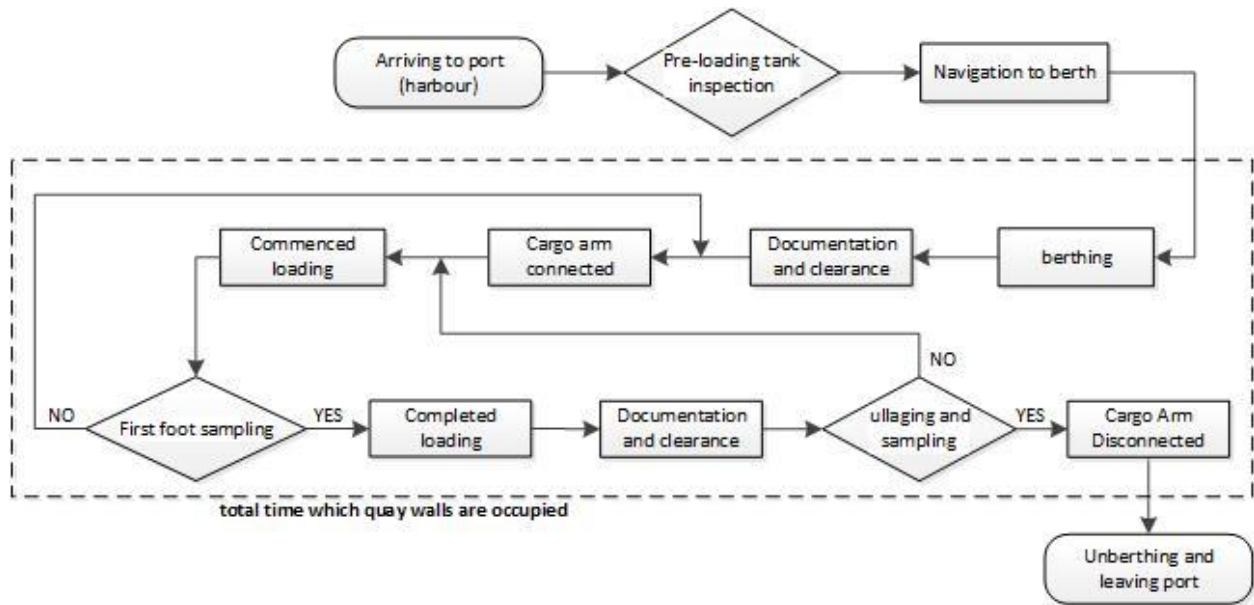 Arriving to port
(harbour)
Pre-loading tank
inspection
Navigation to berth
Commenced
loading
Cargo arm
connected
Documentation
and clearance
berthing
NO
NO
First foot sampling
YES
Completed
loading
Documentation
and clearance
ullaging and
sampling
YES
Cargo Arm
Disconnected
total time which quay walls are occupied
Unberthing and
leaving port